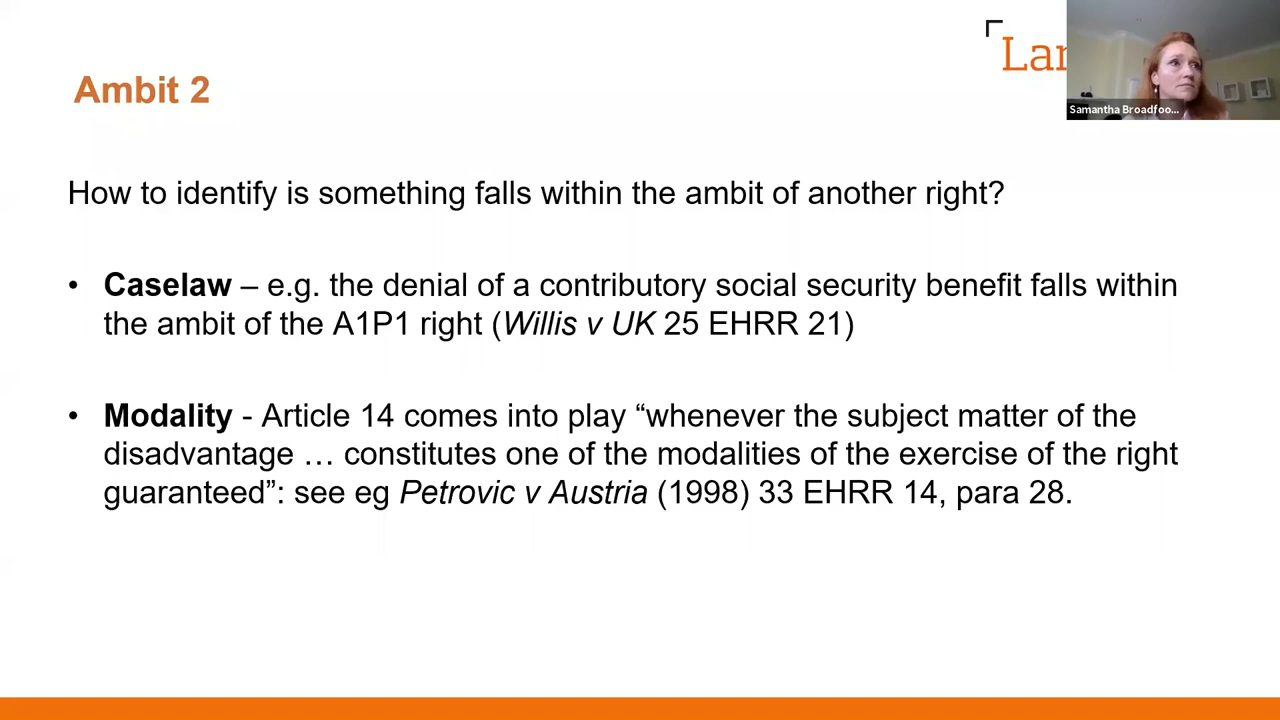 Lan
Samantha Broadfoo...
Ambit 2
How to identify is something falls within the ambit of another right?
• Caselaw – e.g. the denial of a contributory social security benefit falls within
the ambit of the A1P1 right (Willis v UK 25 EHRR 21)
• Modality - Article 14 comes into play “whenever the subject matter of the
disadvantage … constitutes one of the modalities of the exercise of the right
guaranteed”: see eg Petrovic v Austria (1998) 33 EHRR 14, para 28.